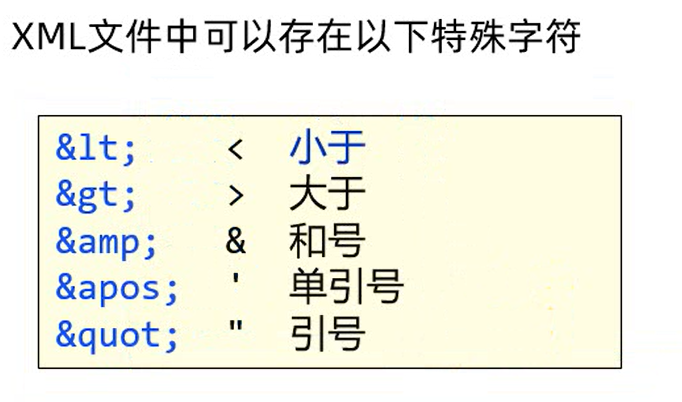 XML文件中可以存在以下特殊字符
&lt; < 小于
&gt; > 大于
&amp; & 和号
&apos; ' 单引号
&quot; " 引号